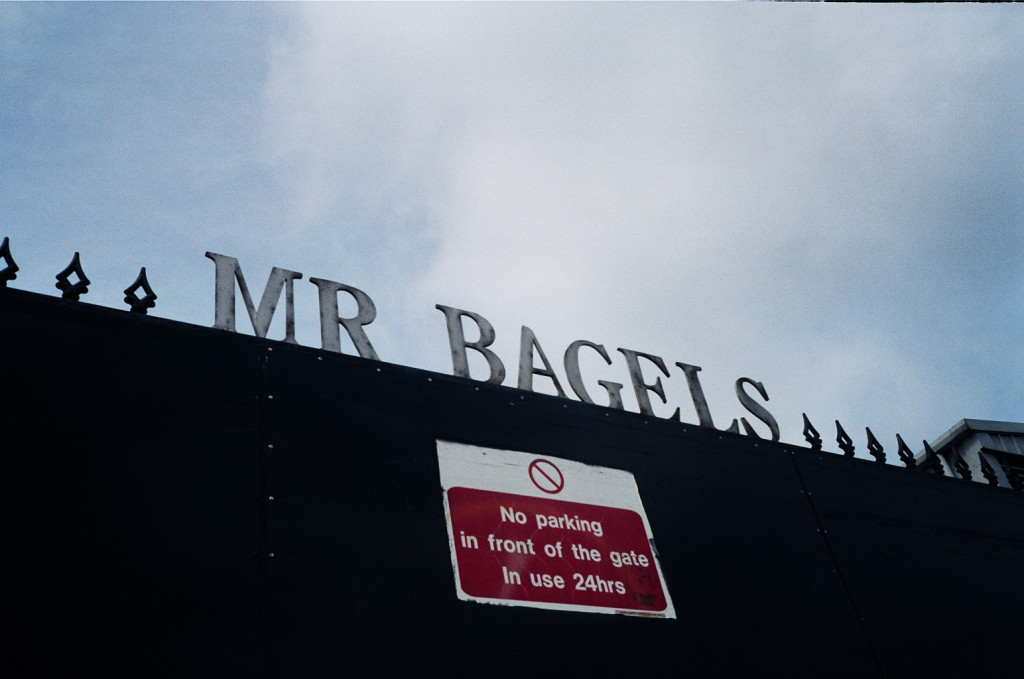 MR BAGELS
No parking
in front of the gate
In use 24hrs